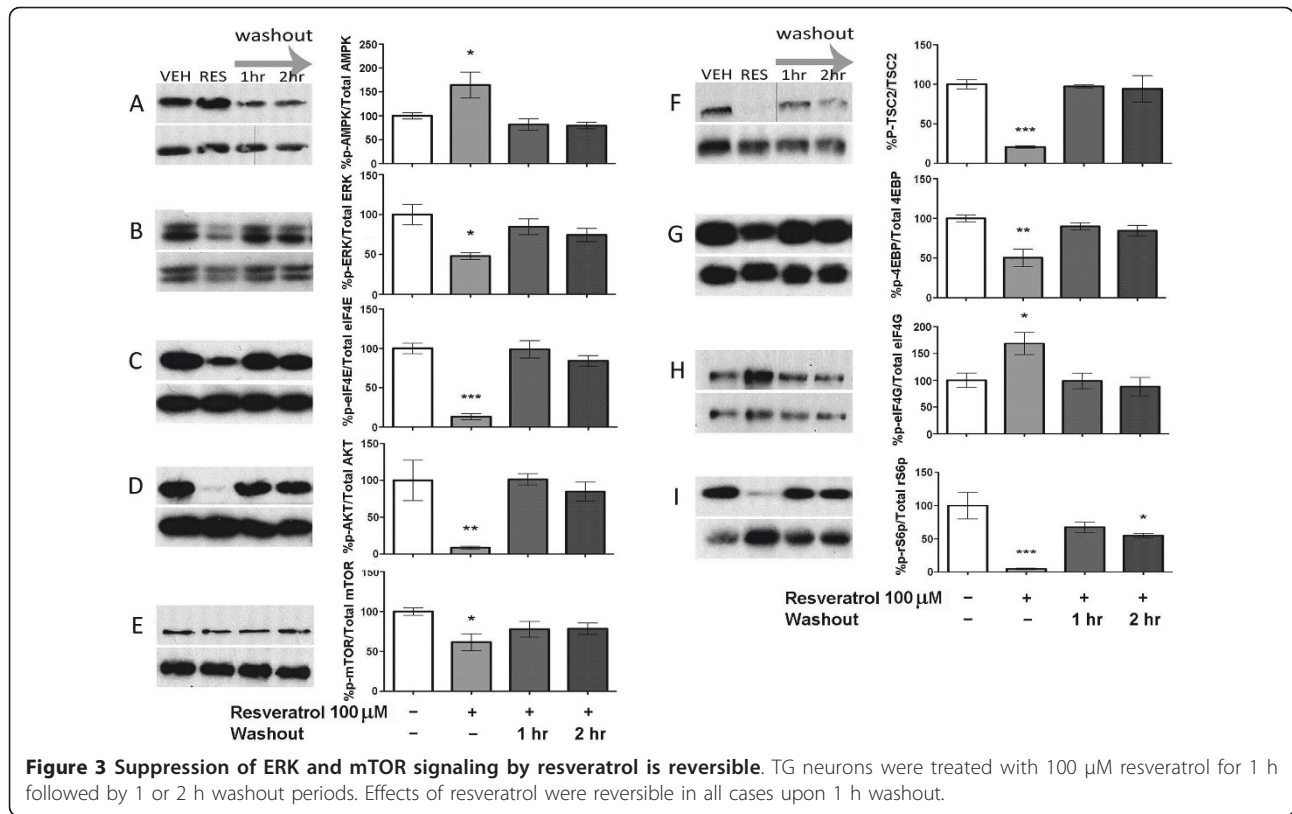 washout
VEH RES 1hr 2hr
A
%p-AMPK/Total AMPK
250
200
150
100
50
0
*
B
%p-ERK/Total ERK
150
100
50
0
*
C
%p-eIF4E/Total eIF4E
150
100
50
0
***
D
%p-AKT/Total AKT
150
100
50
0
**
E
%p-mTOR/Total mTOR
150
100
50
0
*
Resveratrol 100 µM – + + +
Washout – – 1 hr 2 hr
washout
VEH RES 1hr 2hr
F
%P-TSC2/TSC2
150
100
50
0
***
G
%p-4EBP/Total 4EBP
150
100
50
0
**
H
%p-eIF4G/Total eIF4G
200
150
100
50
0
*
I
%p-rS6p/Total rS6p
150
100
50
0
***
*
Resveratrol 100 µM – + + +
Washout – – 1 hr 2 hr
Figure 3 Suppression of ERK and mTOR signaling by resveratrol is reversible. TG neurons were treated with 100 µM resveratrol for 1 h
followed by 1 or 2 h washout periods. Effects of resveratrol were reversible in all cases upon 1 h washout.